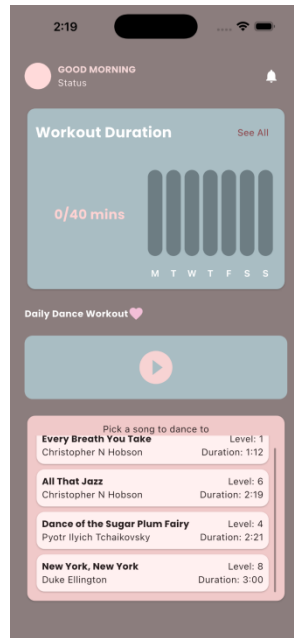 2:19
GOOD MORNING
Status
Workout Duration See All
0/40 mins
M T W T F S S
Daily Dance Workout🩷
Pick a song to dance to
Every Breath You Take Level: 1
Christopher N Hobson Duration: 1:12
All That Jazz Level: 6
Christopher N Hobson Duration: 2:19
Dance of the Sugar Plum Fairy Level: 4
Pyotr Ilyich Tchaikovsky Duration: 2:21
New York, New York Level: 8
Duke Ellington Duration: 3:00